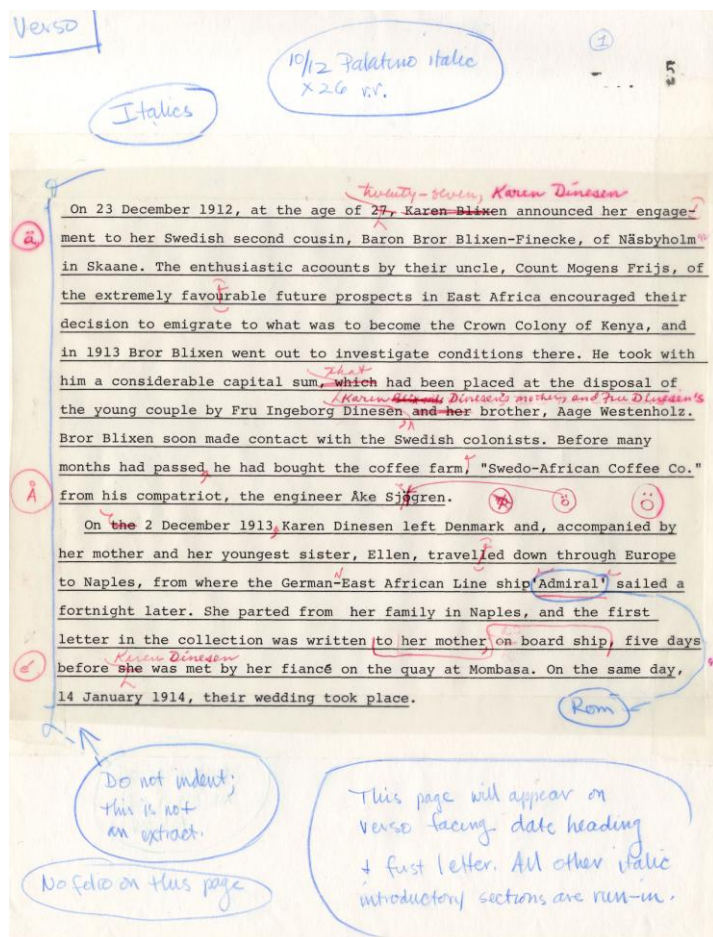 Verso
①
10/12 Palatino italic
x 26 r.r.
5
Italics
twenty-seven, Karen Dinesen
On 23 December 1912, at the age of 27, Karen Blixen announced her engage-
ä
ment to her Swedish second cousin, Baron Bror Blixen-Finecke, of Näsbyholm
in Skaane. The enthusiastic acoounts by their uncle, Count Mogens Frijs, of
the extremely favourable future prospects in East Africa encouraged their
decision to emigrate to what was to become the Crown Colony of Kenya, and
in 1913 Bror Blixen went out to investigate conditions there. He took with
that
him a considerable capital sum, which had been placed at the disposal of
Karen Blixen's Dinesen's mother, and Fru Dinesen's
the young couple by Fru Ingeborg Dinesen and her brother, Aage Westenholz.
Bror Blixen soon made contact with the Swedish colonists. Before many
months had passed, he had bought the coffee farm, "Swedo-African Coffee Co."
Å
from his compatriot, the engineer Åke Sjögren.
ö
ö
On the 2 December 1913, Karen Dinesen left Denmark and, accompanied by
her mother and her youngest sister, Ellen, travelled down through Europe
N
to Naples, from where the German-East African Line ship 'Admiral' sailed a
fortnight later. She parted from her family in Naples, and the first
letter in the collection was written to her mother, on board ship, five days
Karen Dinesen
é
before she was met by her fiancé on the quay at Mombasa. On the same day,
14 January 1914, their wedding took place.
Rom
Do not indent;
this is not
an extract.
No folio on this page
This page will appear on
verso facing date heading
+ first letter. All other italic
introductory sections are run-in.